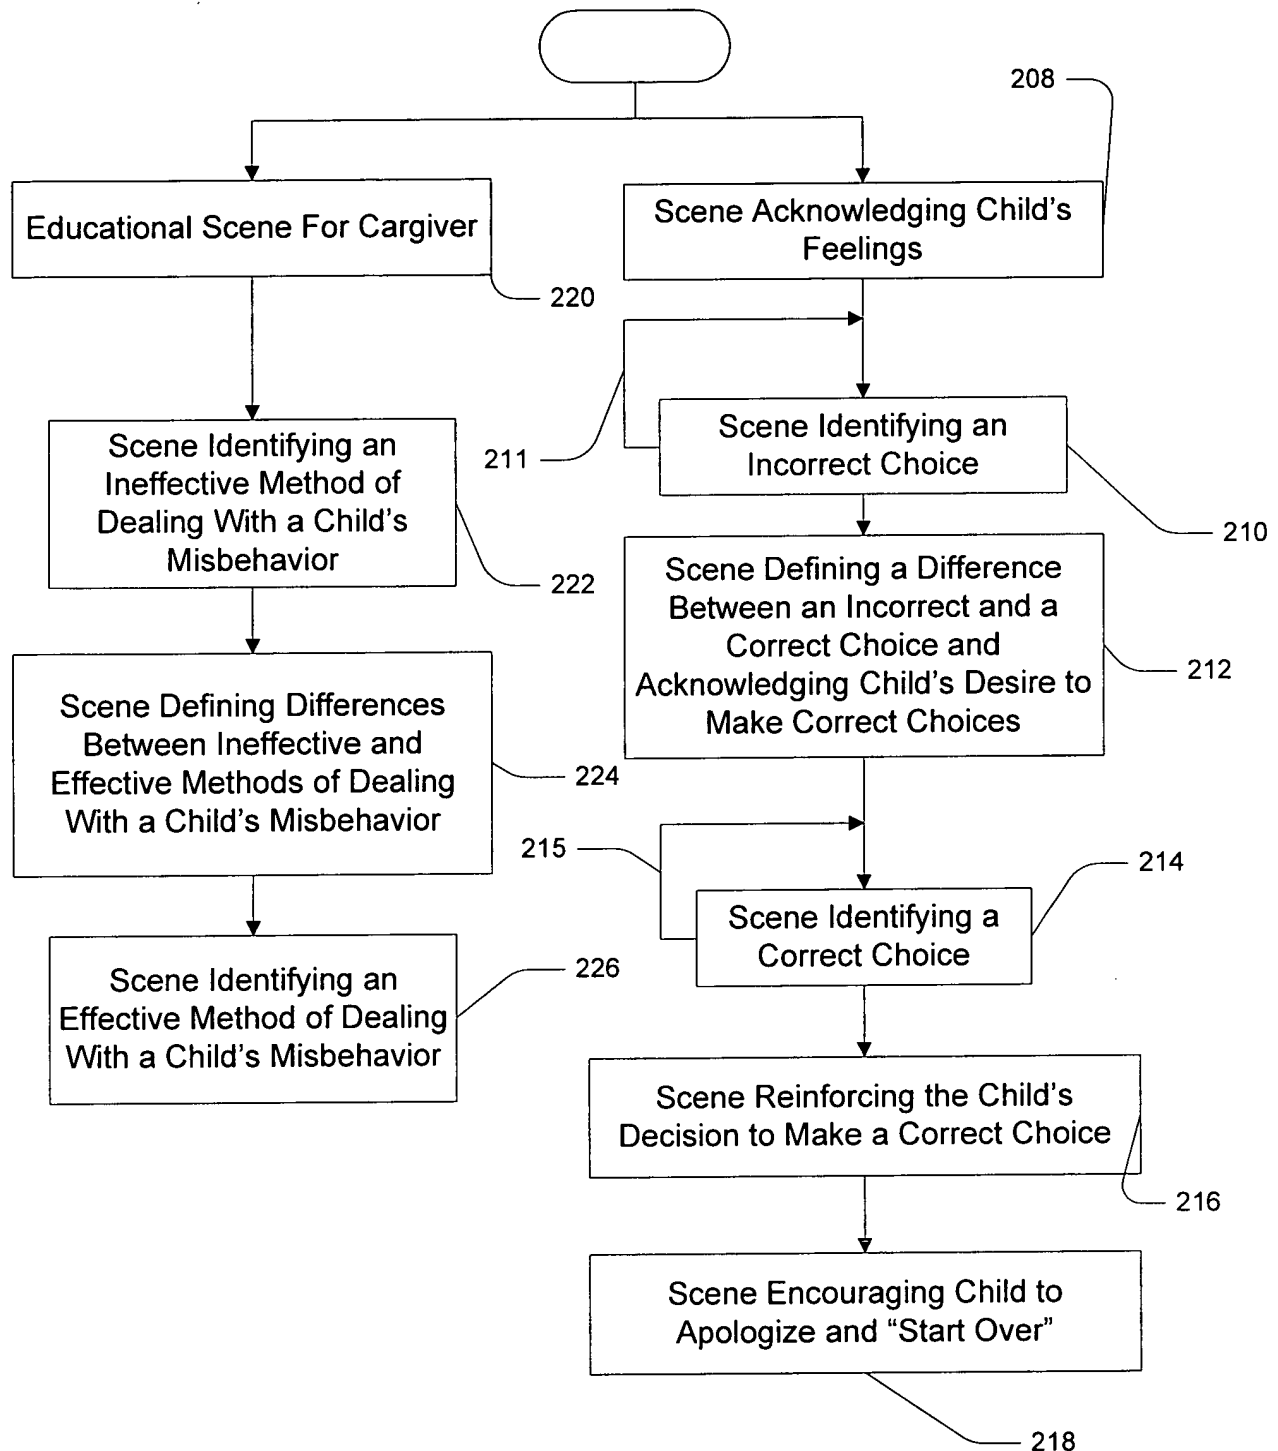 208
Educational Scene For Cargiver
220
Scene Acknowledging Child's
Feelings
211
Scene Identifying an
Incorrect Choice
210
Scene Identifying an
Ineffective Method of
Dealing With a Child's
Misbehavior
222
Scene Defining a Difference
Between an Incorrect and a
Correct Choice and
Acknowledging Child's Desire to
Make Correct Choices
212
Scene Defining Differences
Between Ineffective and
Effective Methods of Dealing
With a Child's Misbehavior
224
215
214
Scene Identifying a
Correct Choice
Scene Identifying an
Effective Method of Dealing
With a Child's Misbehavior
226
Scene Reinforcing the Child's
Decision to Make a Correct Choice
216
Scene Encouraging Child to
Apologize and “Start Over”
218